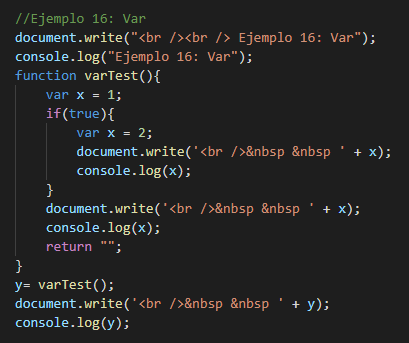 //Ejemplo 16: Var
document.write("<br /><br /> Ejemplo 16: Var");
console.log("Ejemplo 16: Var");
function varTest(){
    var x = 1;
    if(true){
        var x = 2;
        document.write('<br />&nbsp &nbsp ' + x);
        console.log(x);
    }
    document.write('<br />&nbsp &nbsp ' + x);
    console.log(x);
    return "";
}
y= varTest();
document.write('<br />&nbsp &nbsp ' + y);
console.log(y);